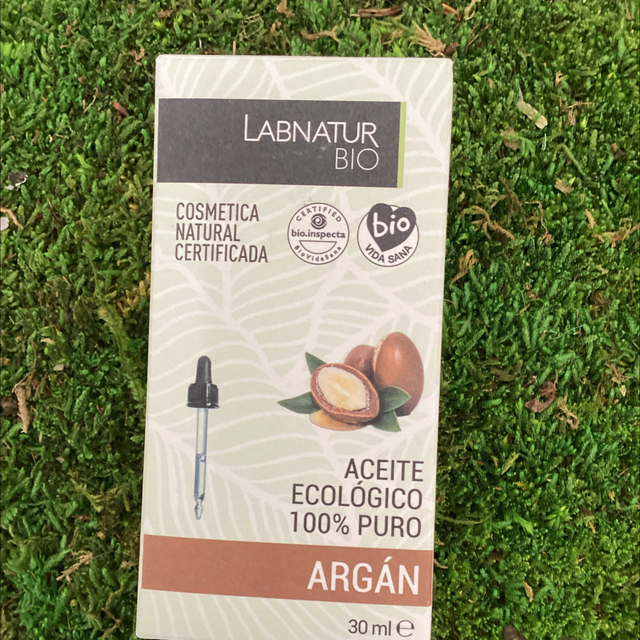 LABNATUR
BIO
COSMETICA
NATURAL
CERTIFICADA
CERTIFIED
bio.inspecta
BioVidaSana
bio
VIDA SANA
ACEITE
ECOLÓGICO
100% PURO
ARGÁN
30 ml e